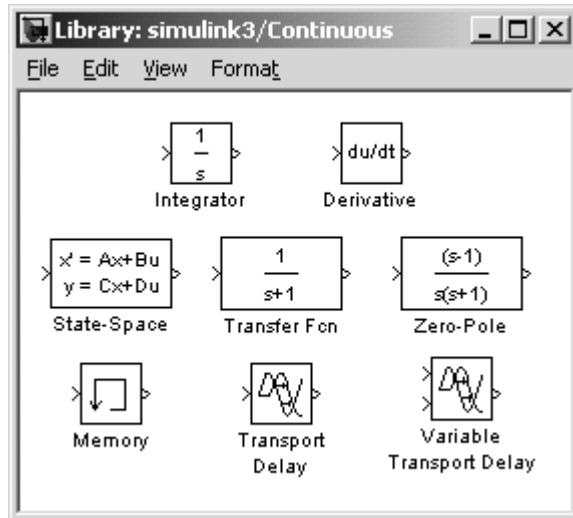 Library: simulink3/Continuous
File Edit View Format
1
s
Integrator
du/dt
Derivative
x' = Ax+Bu
y = Cx+Du
State-Space
1
s+1
Transfer Fcn
(s-1)
s(s+1)
Zero-Pole
Memory
Transport
Delay
Variable
Transport Delay